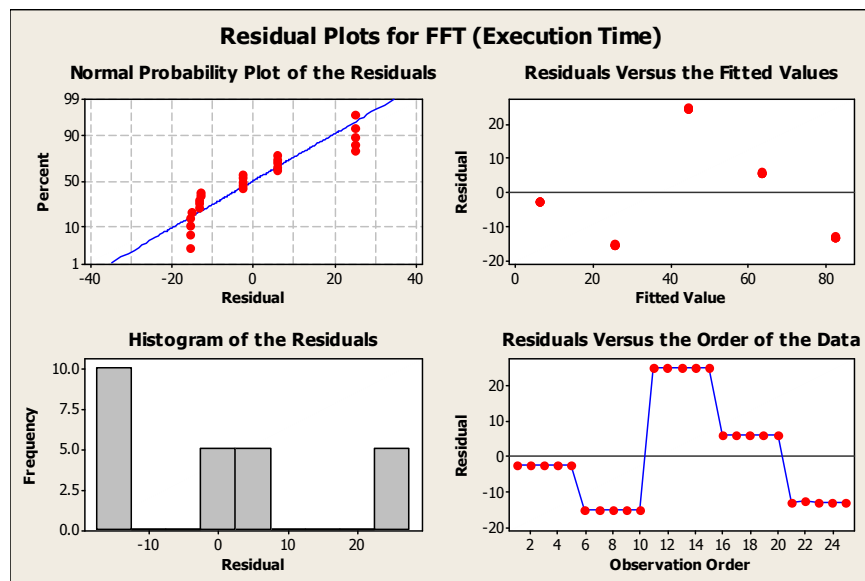 Residual Plots for FFT (Execution Time)
Normal Probability Plot of the Residuals
99
90
50
10
1
Percent
-40 -20 0 20 40
Residual
Residuals Versus the Fitted Values
20
10
0
-10
-20
Residual
0 20 40 60 80
Fitted Value
Histogram of the Residuals
10.0
7.5
5.0
2.5
0.0
Frequency
-10 0 10 20
Residual
Residuals Versus the Order of the Data
20
10
0
-10
-20
Residual
2 4 6 8 10 12 14 16 18 20 22 24
Observation Order